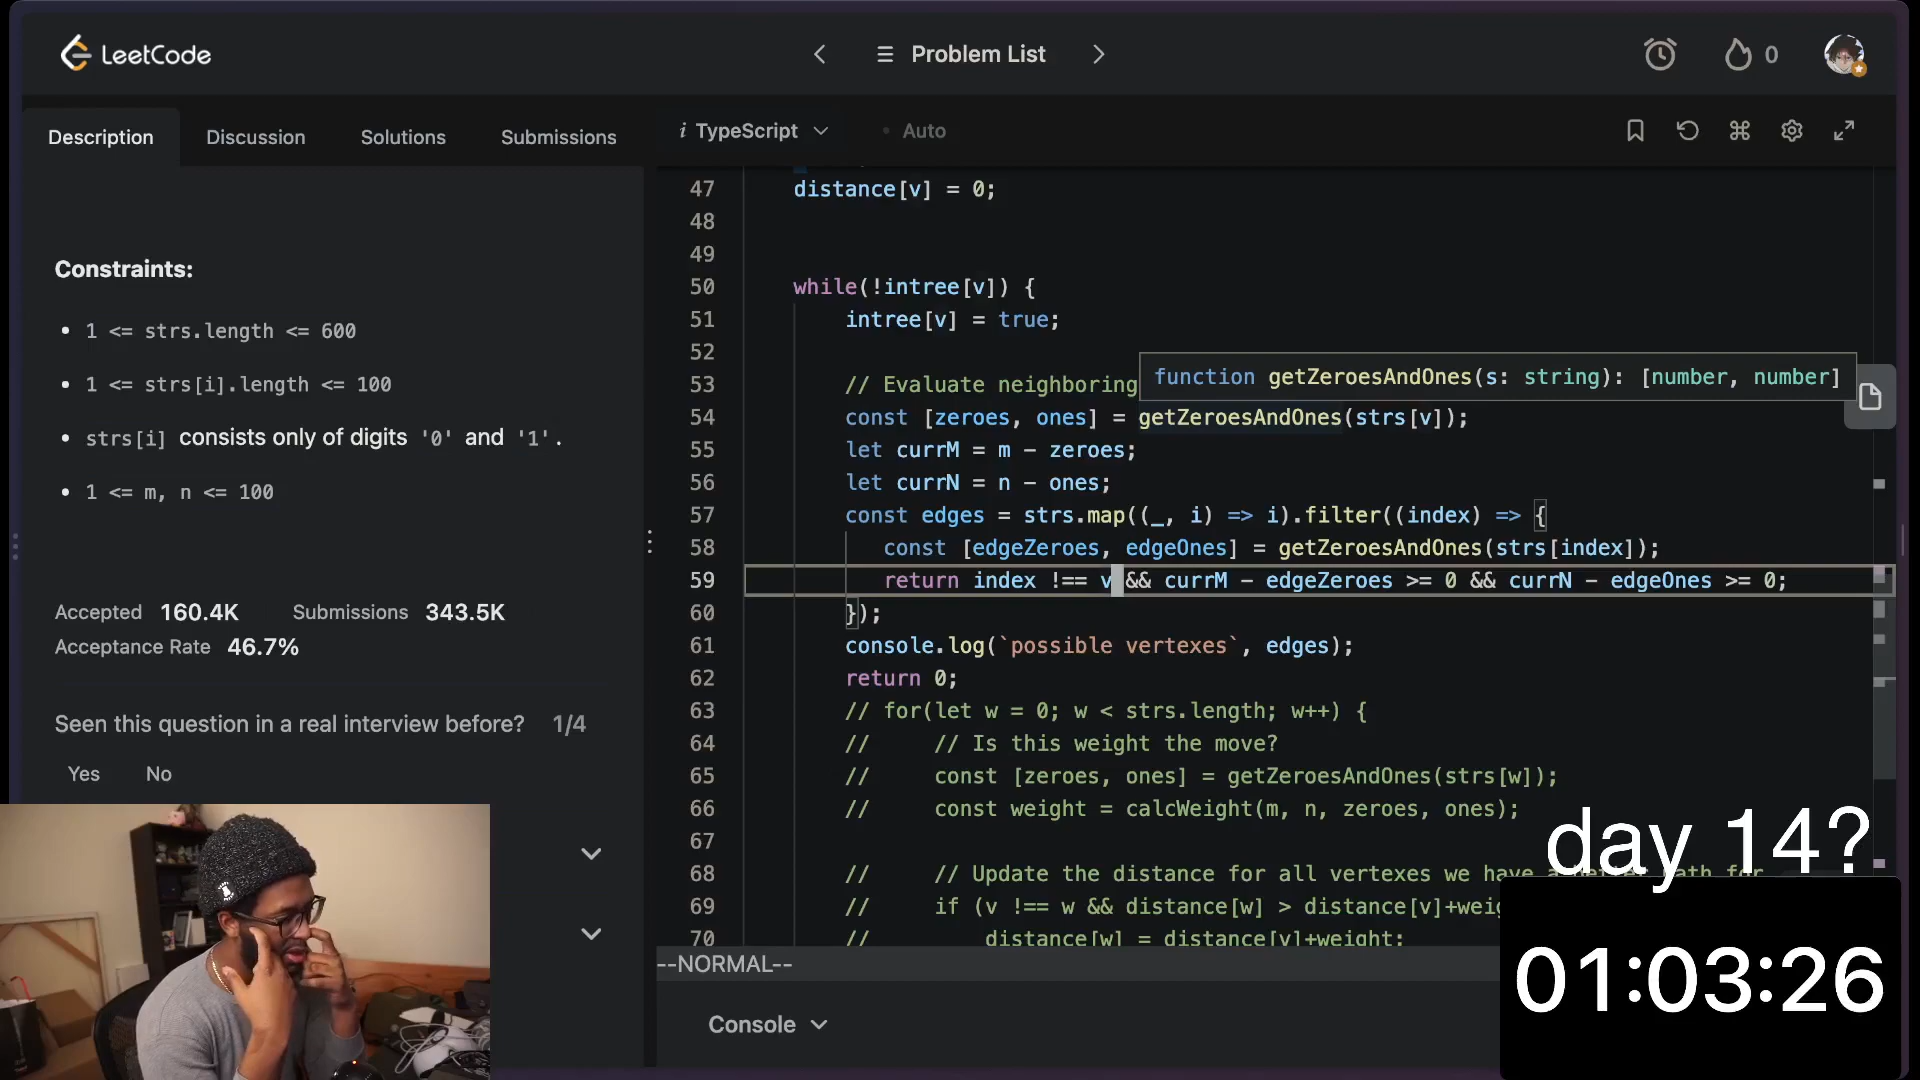 LeetCode
Problem List
0
Description
Discussion
Solutions
Submissions
i TypeScript
• Auto
Constraints:
• 1 <= strs.length <= 600
• 1 <= strs[i].length <= 100
• strs[i] consists only of digits '0' and '1'.
• 1 <= m, n <= 100
Accepted 160.4K Submissions 343.5K
Acceptance Rate 46.7%
Seen this question in a real interview before? 1/4
Yes No
47 distance[v] = 0;
48
49
50 while(!intree[v]) {
51 intree[v] = true;
52
function getZeroesAndOnes(s: string): [number, number]
53 // Evaluate neighboring
54 const [zeroes, ones] = getZeroesAndOnes(strs[v]);
55 let currM = m - zeroes;
56 let currN = n - ones;
57 const edges = strs.map((_, i) => i).filter((index) => {
58 const [edgeZeroes, edgeOnes] = getZeroesAndOnes(strs[index]);
59 return index !== v && currM - edgeZeroes >= 0 && currN - edgeOnes >= 0;
60 });
61 console.log(`possible vertexes`, edges);
62 return 0;
63 // for(let w = 0; w < strs.length; w++) {
64 // // Is this weight the move?
65 // const [zeroes, ones] = getZeroesAndOnes(strs[w]);
66 // const weight = calcWeight(m, n, zeroes, ones);
67
68 // // Update the distance for all vertexes we have a better path for
69 // if (v !== w && distance[w] > distance[v]+weig
70 // distance[w] = distance[v]+weight;
--NORMAL--
Console
day 14?
01:03:26